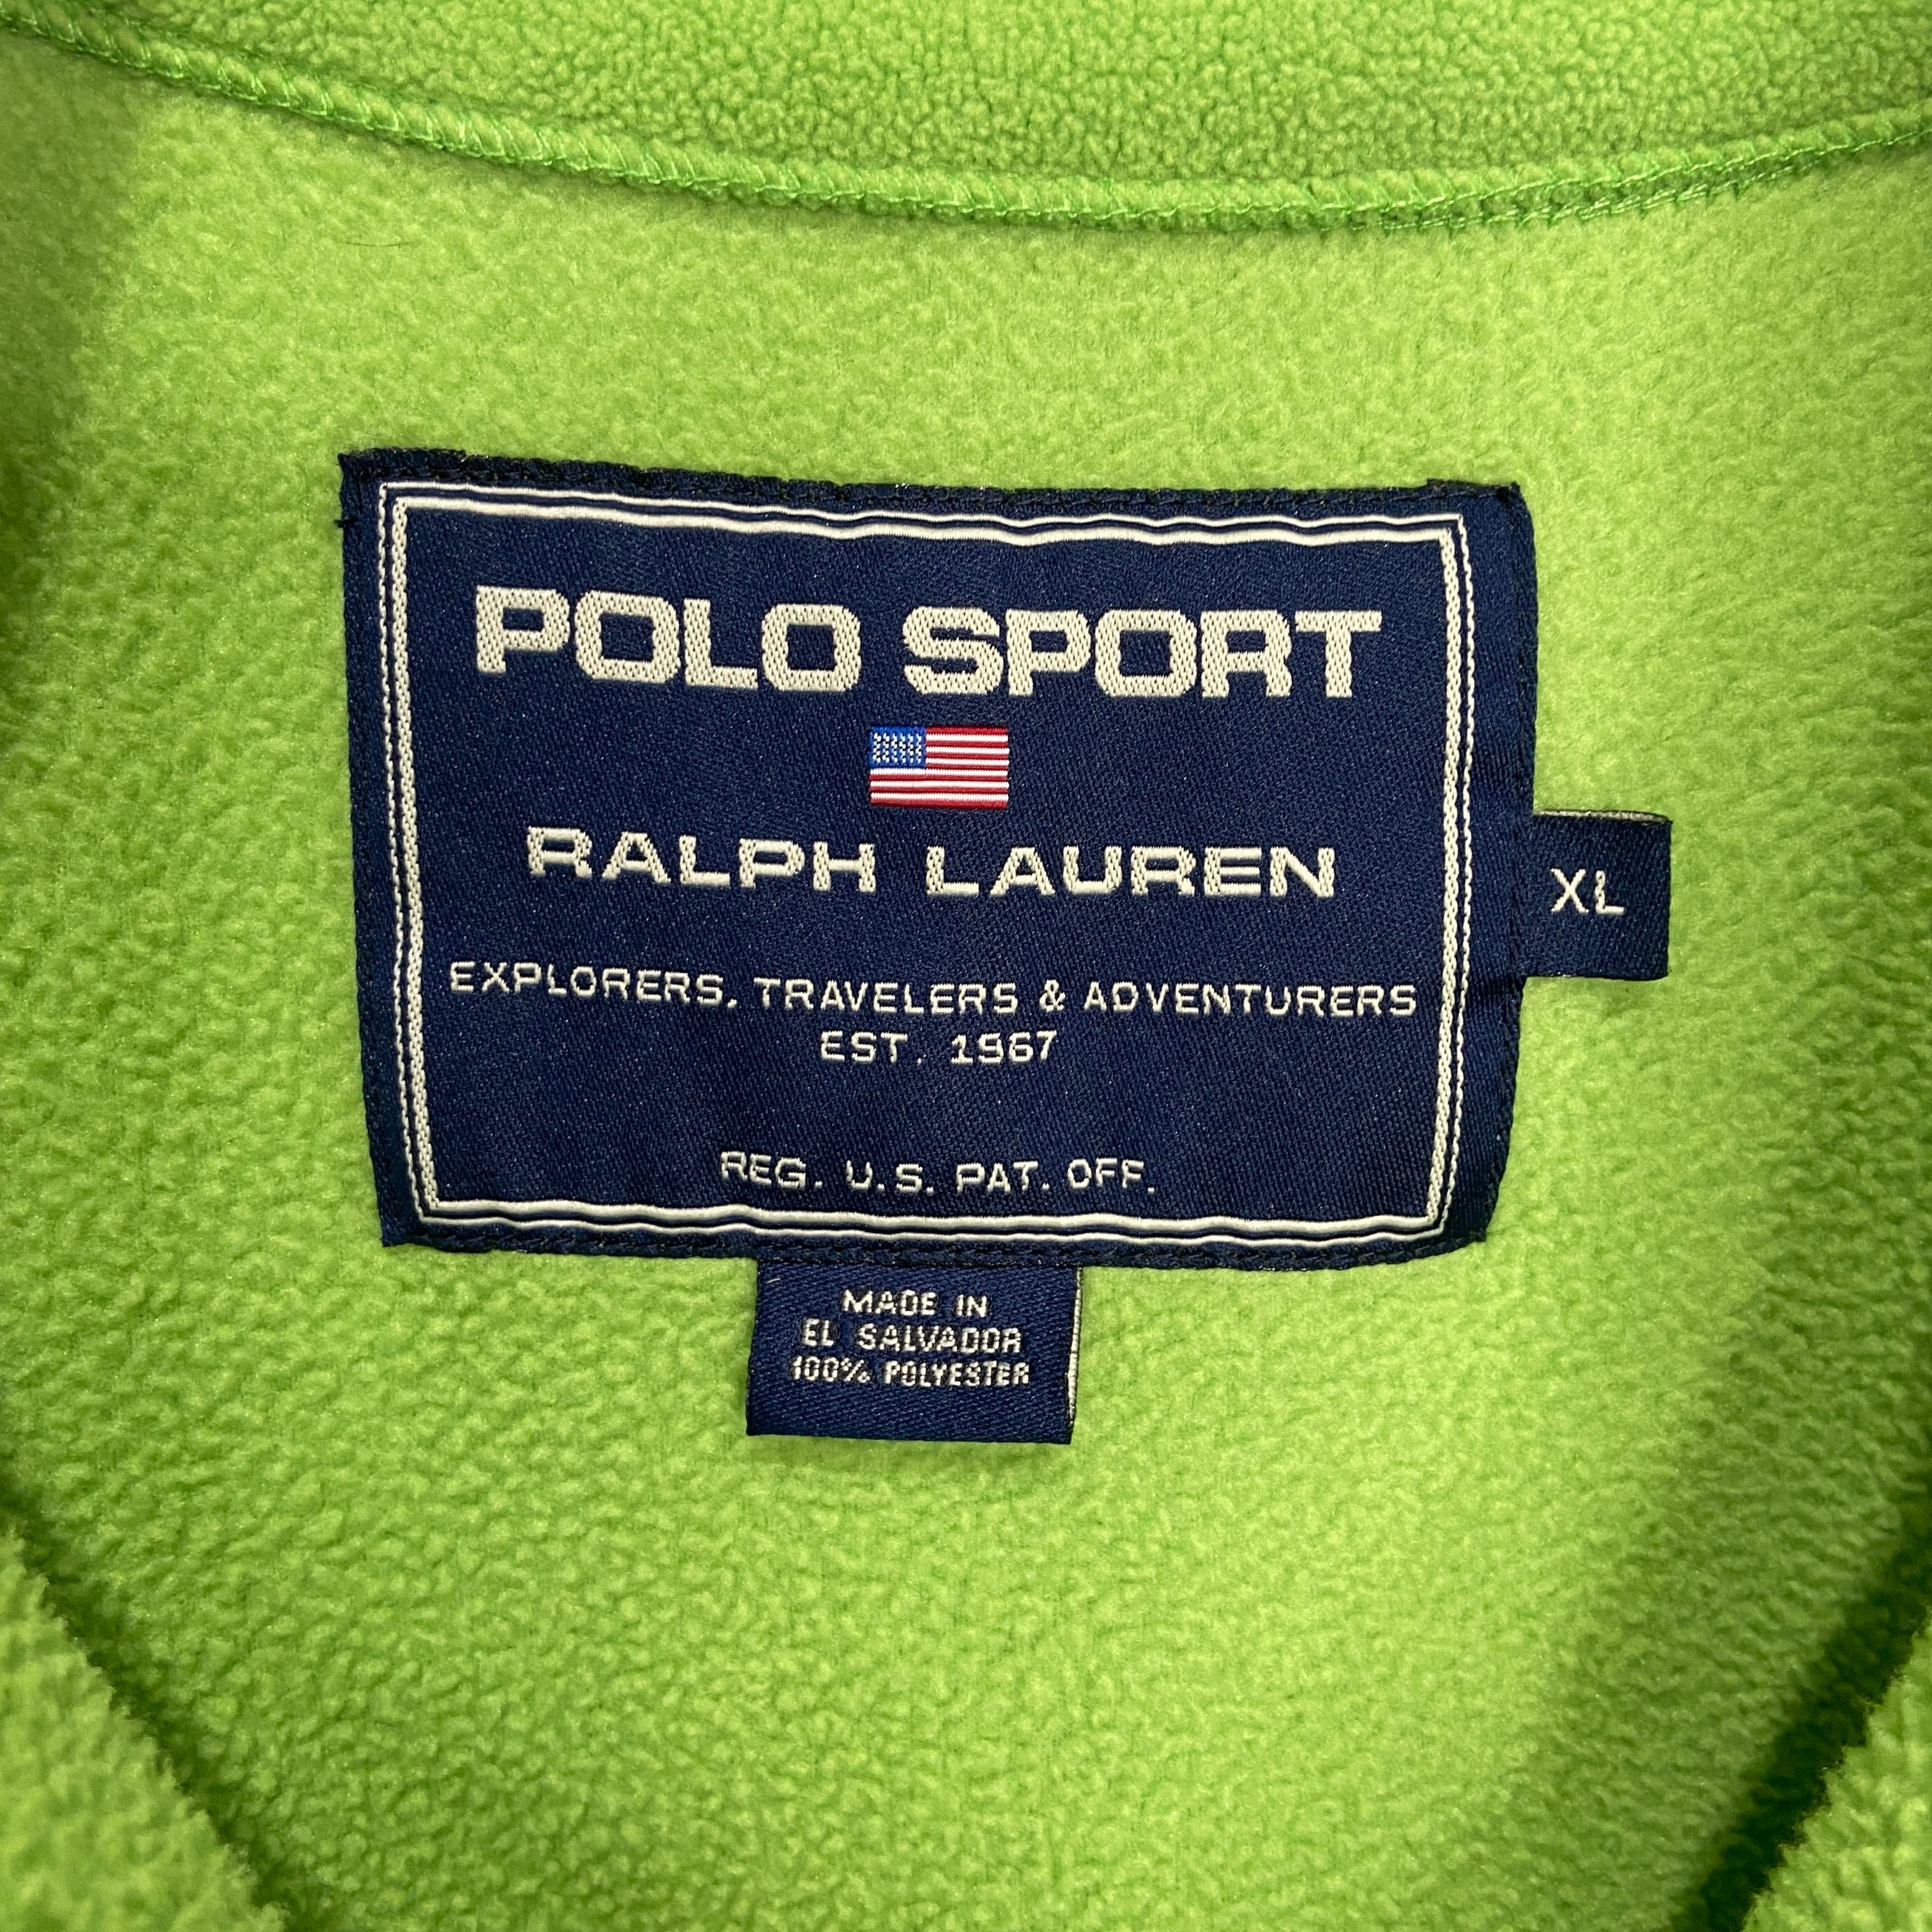 POLO SPORT
RALPH LAUREN
EXPLORERS, TRAVELERS & ADVENTURERS
EST. 1967
REG. U.S. PAT. OFF.
XL
MADE IN
EL SALVADOR
100% POLYESTER